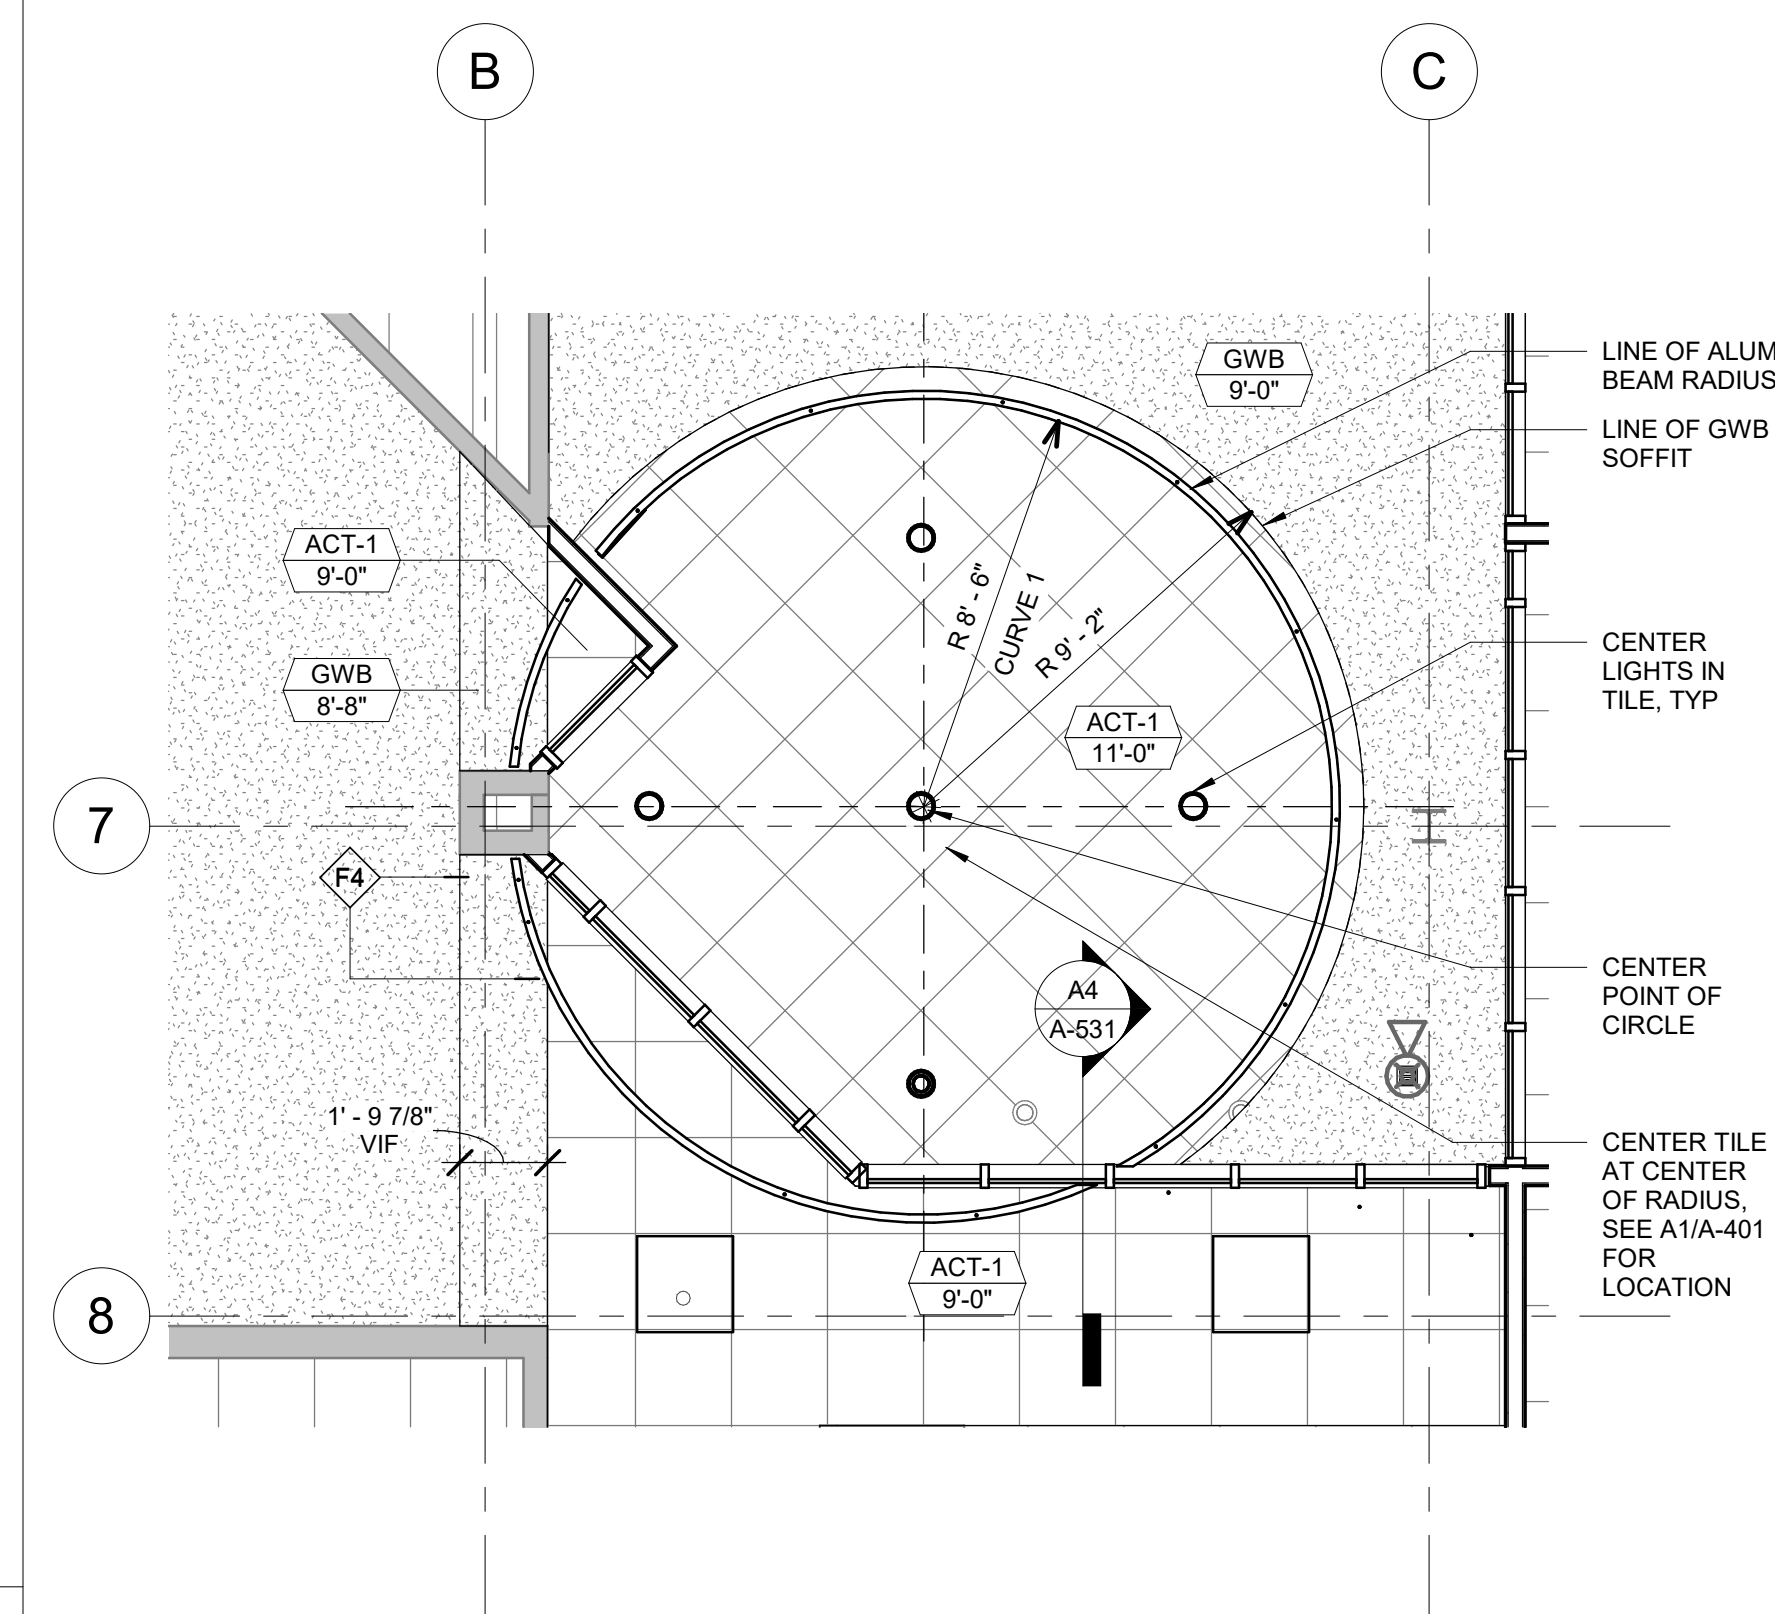 B
C
GWB
9'-0"
LINE OF ALUM
BEAM RADIUS
LINE OF GWB
SOFFIT
ACT-1
9'-0"
R 8' - 6"
CURVE 1
R 9' - 2"
GWB
8'-8"
CENTER
LIGHTS IN
TILE, TYP
ACT-1
11'-0"
7
F4
A4
A-531
CENTER
POINT OF
CIRCLE
1' - 9 7/8"
VIF
CENTER TILE
AT CENTER
OF RADIUS,
SEE A1/A-401
FOR
LOCATION
ACT-1
9'-0"
8